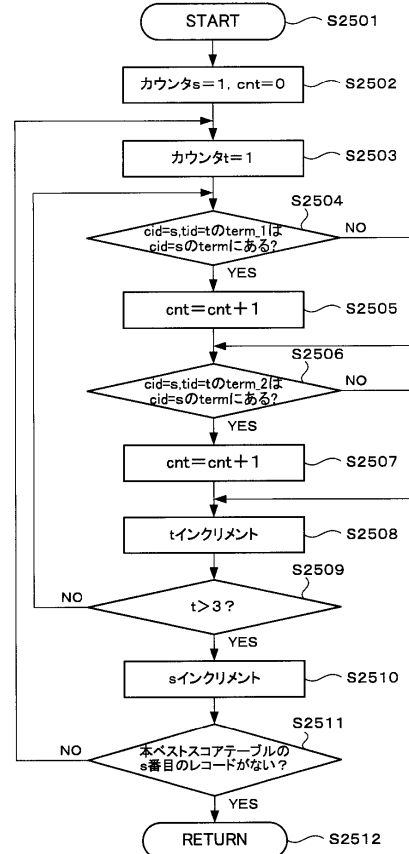 START
S2501
カウンタs＝1, cnt＝0
S2502
カウンタt＝1
S2503
S2504
cid=s,tid=tのterm_1は
cid=sのtermにある?
NO
YES
cnt＝cnt＋1
S2505
S2506
cid=s,tid=tのterm_2は
cid=sのtermにある?
NO
YES
cnt＝cnt＋1
S2507
tインクリメント
S2508
S2509
NO
t＞3？
YES
sインクリメント
S2510
S2511
本ベストスコアテーブルの
s番目のレコードがない？
NO
YES
RETURN
S2512